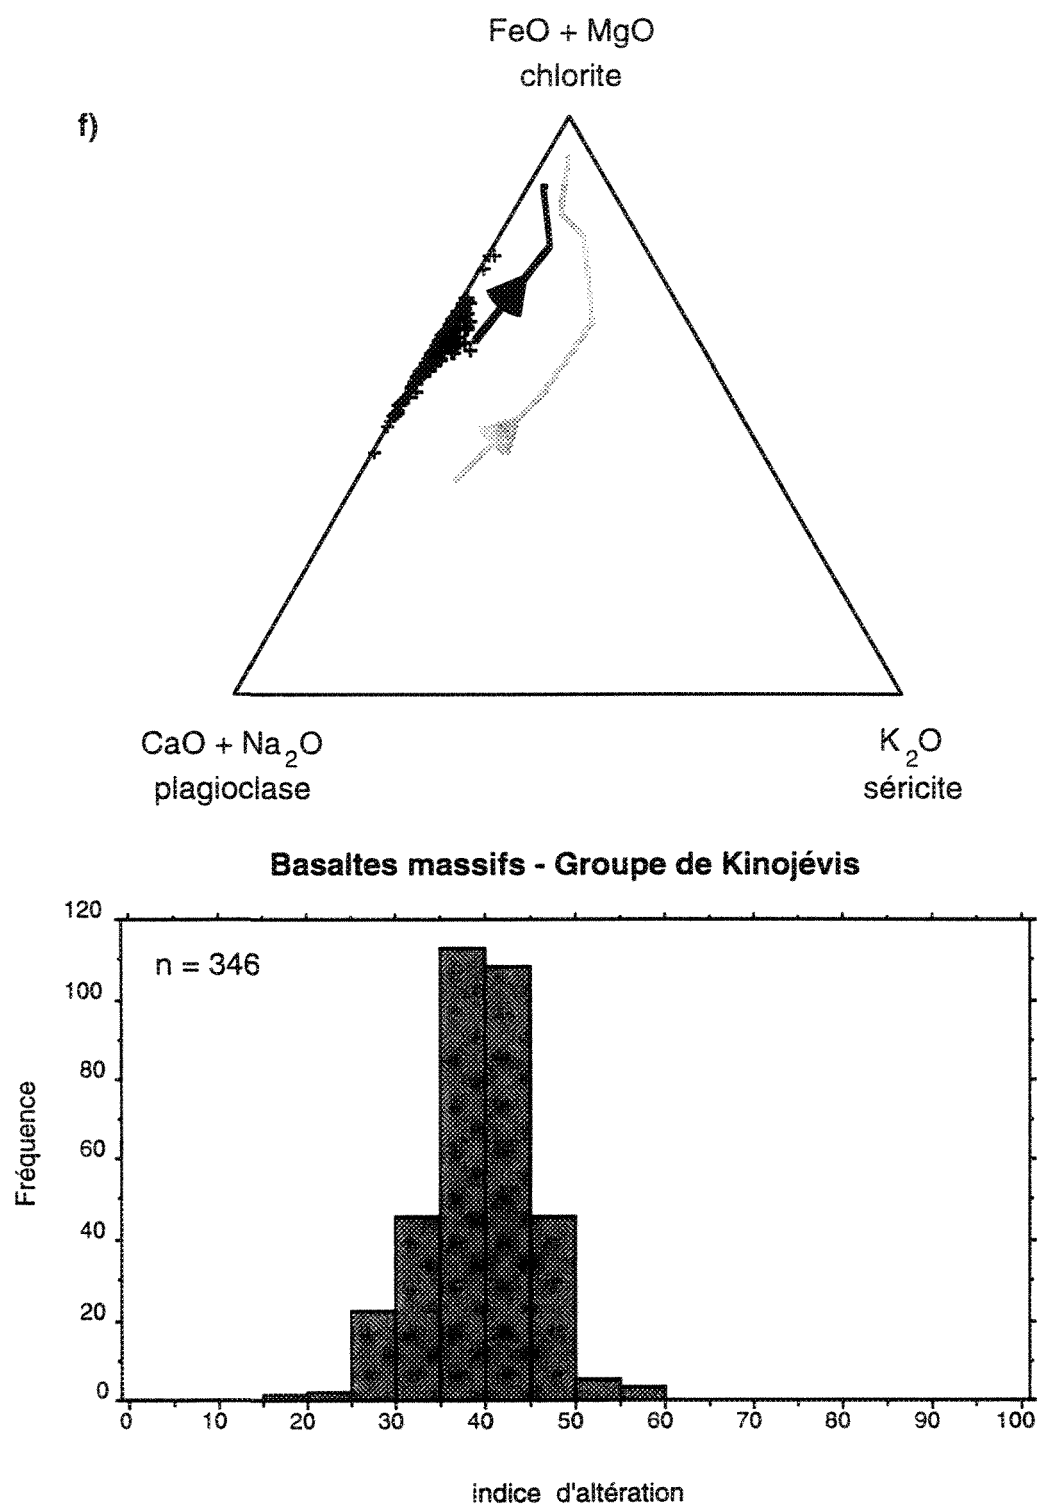 FeO + MgO
chlorite
f)
CaO + Na2O
plagioclase
K2O
séricite
Basaltes massifs - Groupe de Kinojévis
n = 346
120
100
80
60
40
20
0
Fréquence
0 10 20 30 40 50 60 70 80 90 100
indice d'altération